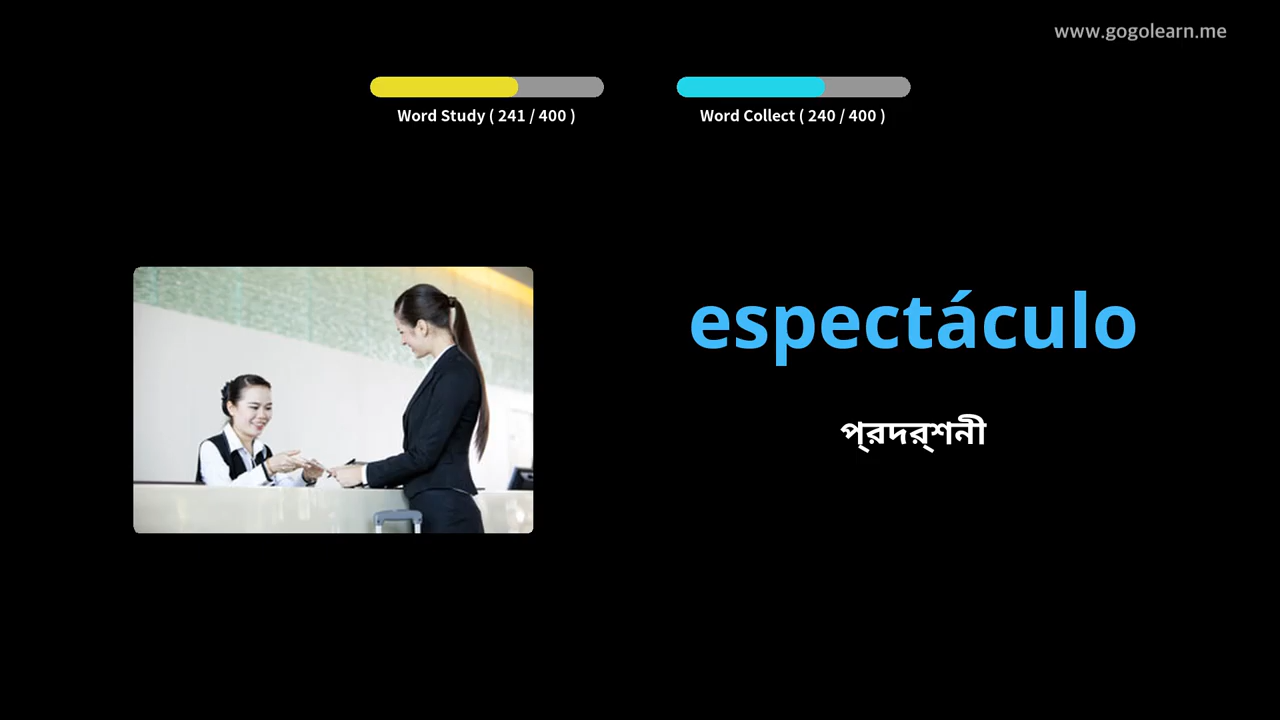 www.gogolearn.me
Word Study ( 241 / 400 )
Word Collect ( 240 / 400 )
espectáculo
প্রদর্শনী